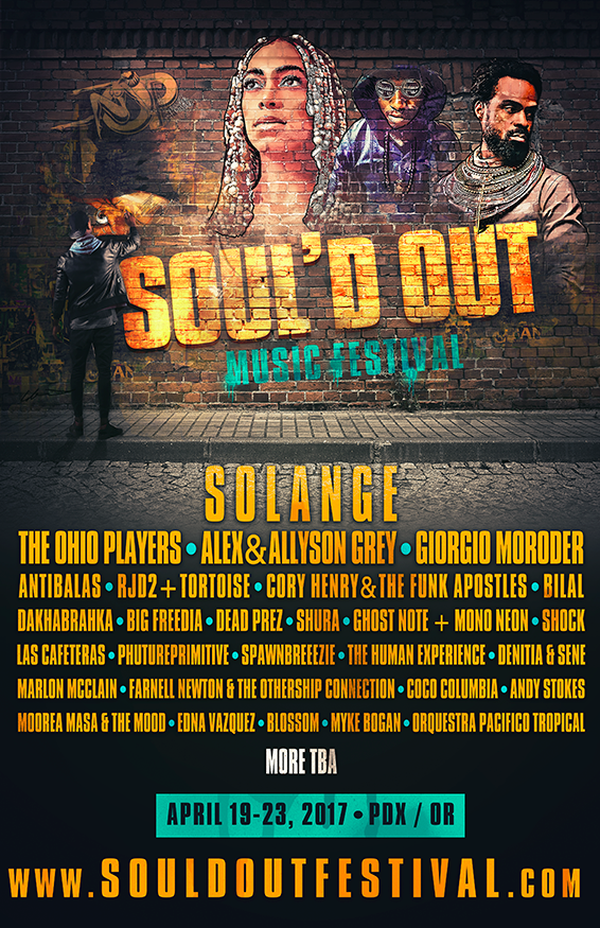 SOUL'D OUT
MUSIC FESTIVAL
SOLANGE
THE OHIO PLAYERS • ALEX & ALLYSON GREY • GIORGIO MORODER
ANTIBALAS • RJD2 + TORTOISE • CORY HENRY & THE FUNK APOSTLES • BILAL
DAKHABRAHKA • BIG FREEDIA • DEAD PREZ • SHURA • GHOST NOTE + MONO NEON • SHOCK
LAS CAFETERAS • PHUTUREPRIMITIVE • SPAWNBREEEZIE • THE HUMAN EXPERIENCE • DENITIA & SENE
MARLON MCCLAIN • FARNELL NEWTON & THE OTHERSHIP CONNECTION • COCO COLUMBIA • ANDY STOKES
MOOREA MASA & THE MOOD • EDNA VAZQUEZ • BLOSSOM • MYKE BOGAN • ORQUESTRA PACIFICO TROPICAL
MORE TBA
APRIL 19-23, 2017 • PDX / OR
WWW.SOULDOUTFESTIVAL.COM